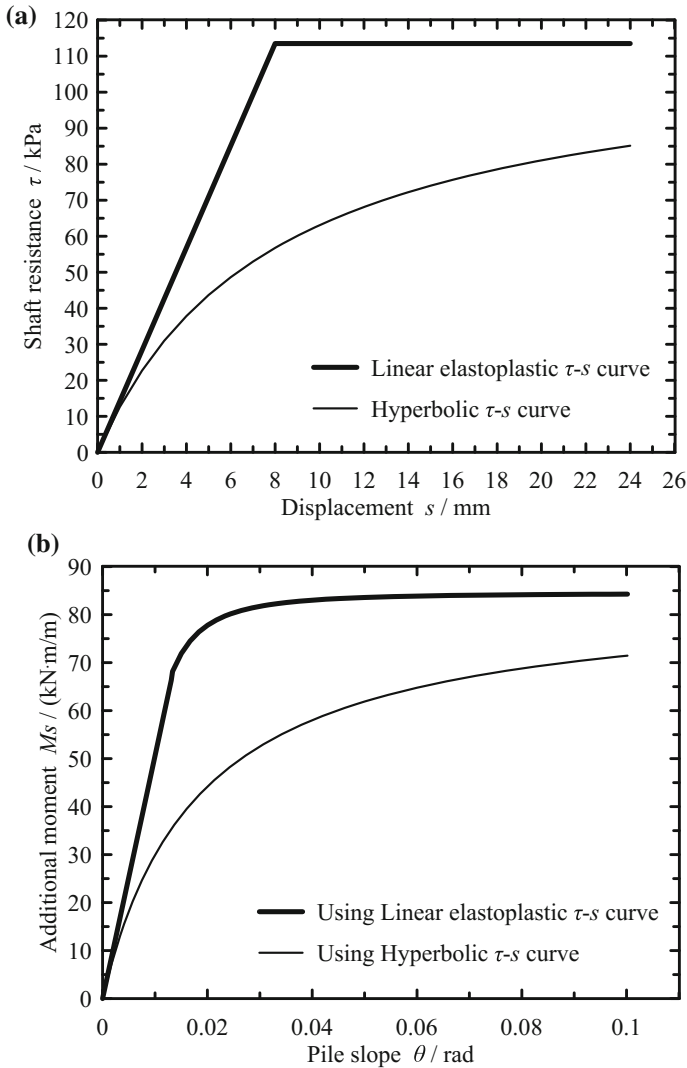 (a)
120
110
100
90
80
70
60
50
40
30
20
10
0
Shaft resistance τ / kPa
Linear elastoplastic τ-s curve
Hyperbolic τ-s curve
0 2 4 6 8 10 12 14 16 18 20 22 24 26
Displacement s / mm
(b)
90
80
70
60
50
40
30
20
10
0
Additional moment Ms / (kN·m/m)
Using Linear elastoplastic τ-s curve
Using Hyperbolic τ-s curve
0 0.02 0.04 0.06 0.08 0.1
Pile slope θ / rad